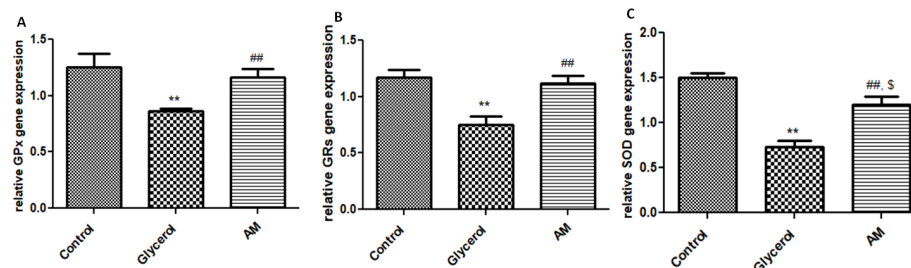 A
relative GPx gene expression
1.5
1.0
0.5
0.0
**
##
Control
Glycerol
AM
B
relative GRs gene expression
1.5
1.0
0.5
0.0
**
##
Control
Glycerol
AM
C
relative SOD gene expression
2.0
1.5
1.0
0.5
0.0
**
##, $
Control
Glycerol
AM